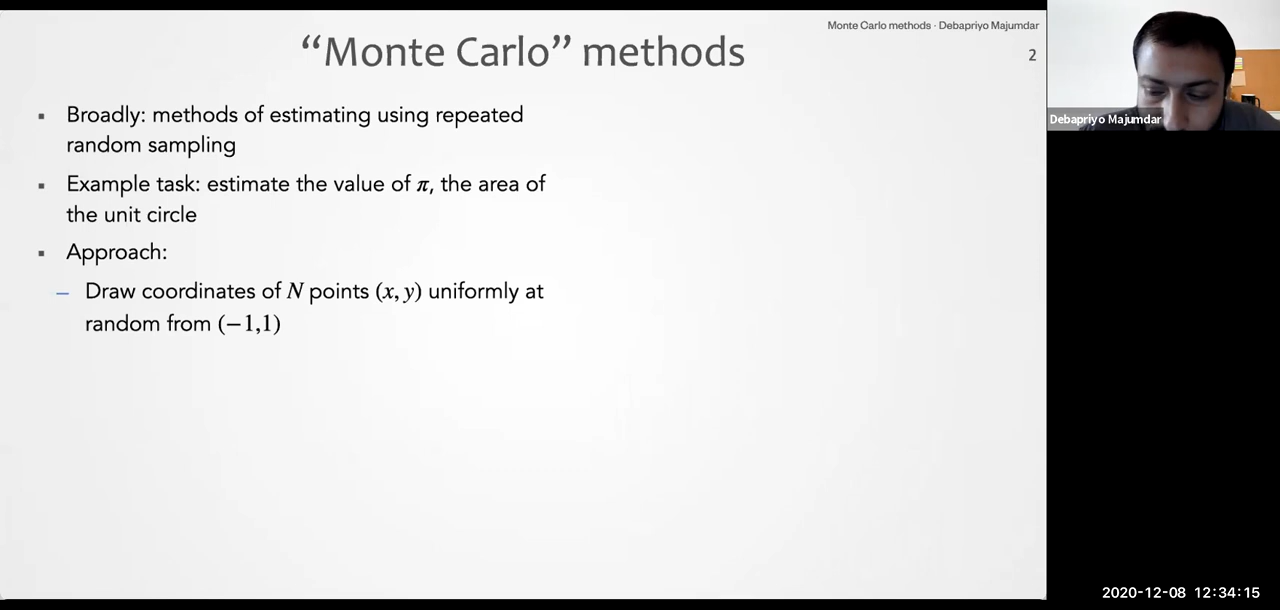 Monte Carlo methods · Debapriyo Majumdar
“Monte Carlo” methods
2
▪ Broadly: methods of estimating using repeated
random sampling
▪ Example task: estimate the value of π, the area of
the unit circle
▪ Approach:
– Draw coordinates of N points (x, y) uniformly at
random from (−1,1)
Debapriyo Majumdar
2020-12-08 12:34:15